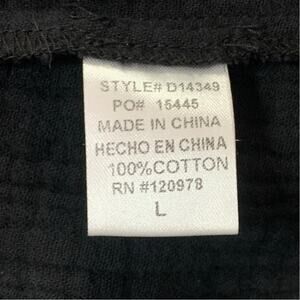 STYLE# D14349
PO# 15445
MADE IN CHINA
HECHO EN CHINA
100%COTTON
RN #120978
L